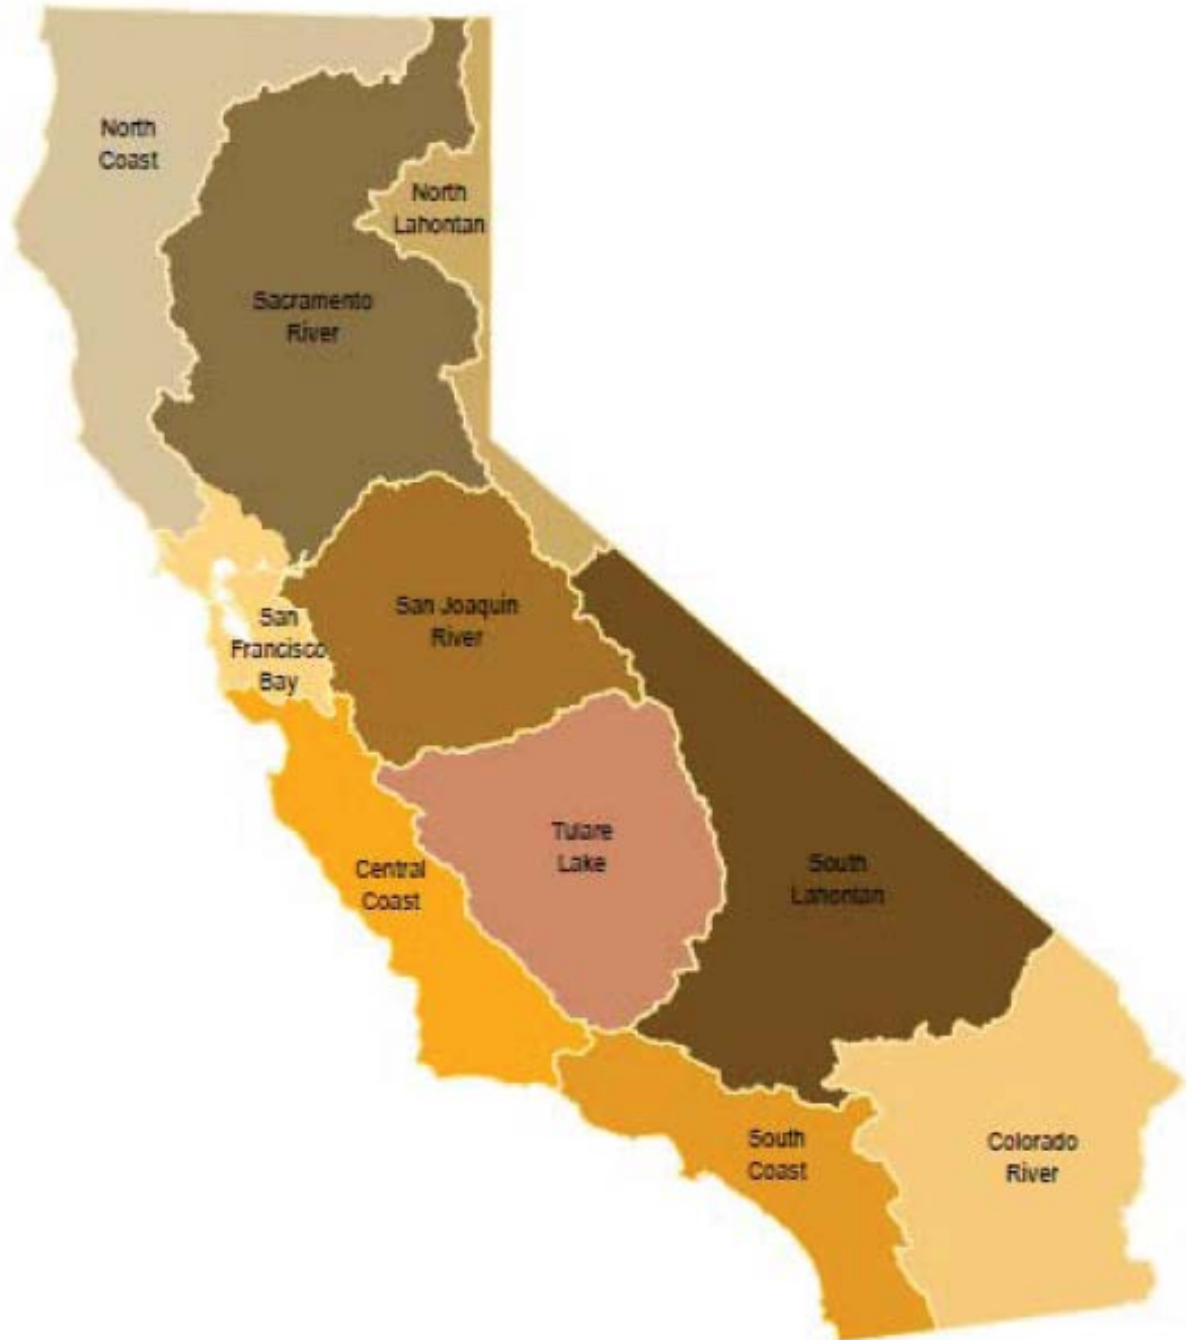 North
Coast
North
Lahontan
Sacramento
River
San Joaquin
River
San
Francisco
Bay
Tulare
Lake
Central
Coast
South
Lahontan
South
Coast
Colorado
River